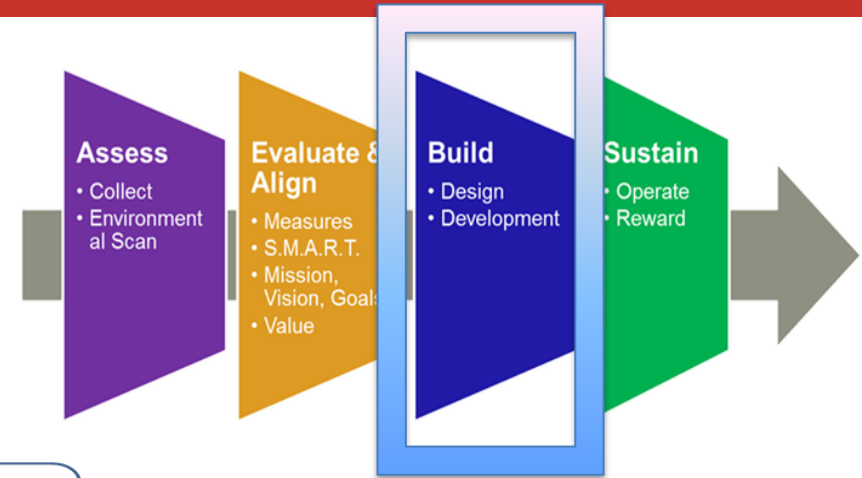 Assess
• Collect
• Environment
al Scan
Evaluate &
Align
• Measures
• S.M.A.R.T.
• Mission,
Vision, Goals
• Value
Build
• Design
• Development
Sustain
• Operate
• Reward